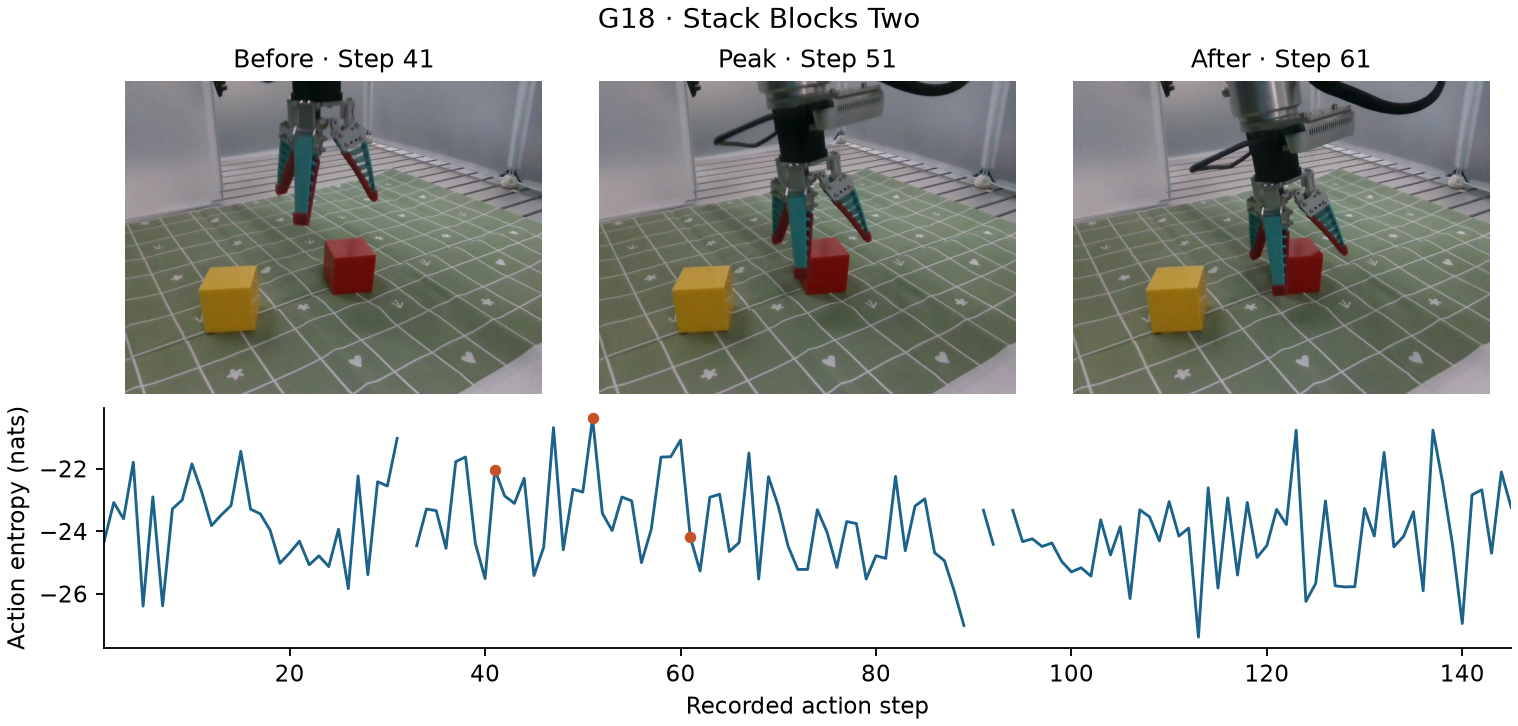 G18 · Stack Blocks Two
Before · Step 41
Peak · Step 51
After · Step 61
Action entropy (nats)
−22
−24
−26
20
40
60
80
100
120
140
Recorded action step